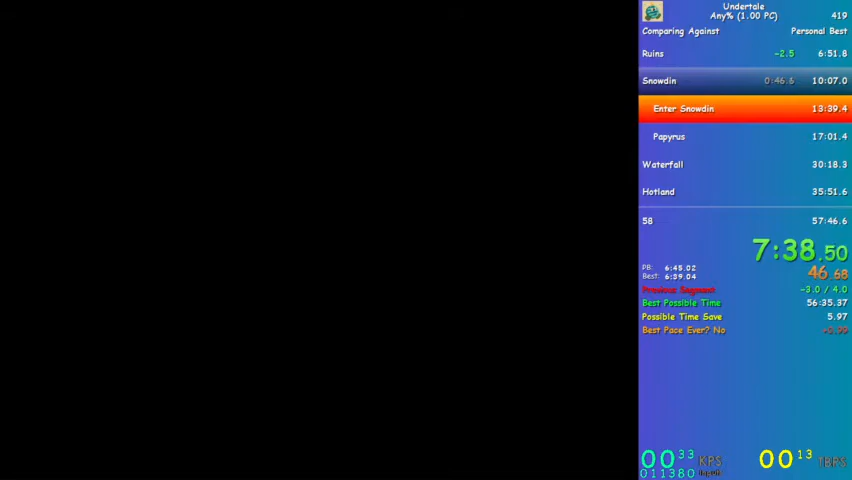 Undertale
Any% (1.00 PC) 419
Comparing Against Personal Best
Ruins -2.5 6:51.8
Snowdin 0:46.6 10:07.0
Enter Snowdin 13:39.4
Papyrus 17:01.4
Waterfall 30:18.3
Hotland 35:51.6
58 57:46.6
7:38.50
PB: 6:45.02 46.68
Best: 6:39.04
Previous Segment -3.0 / 4.0
Best Possible Time 56:35.37
Possible Time Save 5.97
Best Pace Ever? No
00 33 KPS 00 13 TBPS
011380 Input